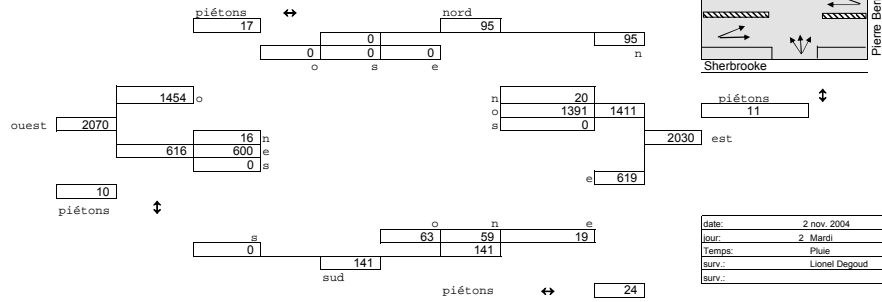 piétons ↔ nord
17 95
0 95
0 0 0 n
o s e
Sherbrooke
Pierre Ber
1454 o n 20 piétons ↕
o 1391 1411 11
ouest 2070 s 0
16 n 2030 est
616 600 e
0 s
e 619
10
piétons ↕
o n e
s 63 59 19
0 141
141
sud
piétons ↔ 24
date: 2 nov. 2004
jour: 2 Mardi
Temps: Pluie
surv.: Lionel Degoud
surv.: